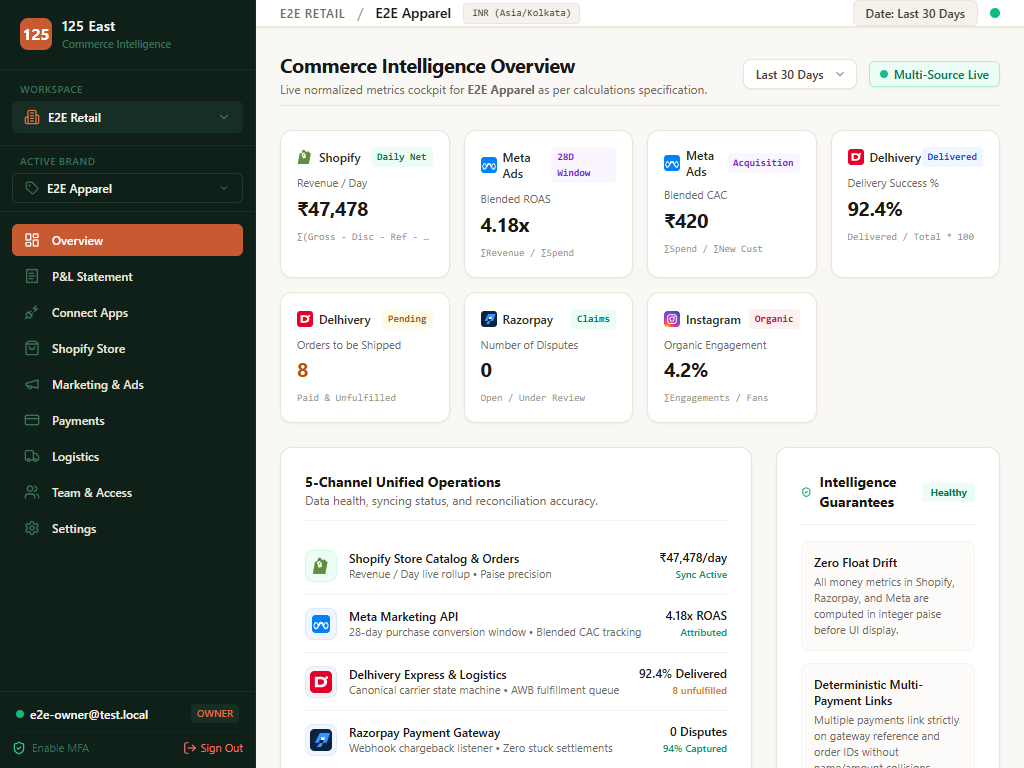 125
125 East
Commerce Intelligence
WORKSPACE
E2E Retail
ACTIVE BRAND
E2E Apparel
Overview
P&L Statement
Connect Apps
Shopify Store
Marketing & Ads
Payments
Logistics
Team & Access
Settings
e2e-owner@test.local
OWNER
Enable MFA
Sign Out
E2E RETAIL / E2E Apparel
INR (Asia/Kolkata)
Date: Last 30 Days
Commerce Intelligence Overview
Live normalized metrics cockpit for E2E Apparel as per calculations specification.
Last 30 Days
Multi-Source Live
Shopify
Daily Net
Revenue / Day
₹47,478
Σ(Gross - Disc - Ref - …
Meta
Ads
28D
Window
Blended ROAS
4.18x
ΣRevenue / ΣSpend
Meta
Ads
Acquisition
Blended CAC
₹420
ΣSpend / ΣNew Cust
Delhivery
Delivered
Delivery Success %
92.4%
Delivered / Total * 100
Delhivery
Pending
Orders to be Shipped
8
Paid & Unfulfilled
Razorpay
Claims
Number of Disputes
0
Open / Under Review
Instagram
Organic
Organic Engagement
4.2%
ΣEngagements / Fans
5-Channel Unified Operations
Data health, syncing status, and reconciliation accuracy.
Shopify Store Catalog & Orders
Revenue / Day live rollup • Paise precision
₹47,478/day
Sync Active
Meta Marketing API
28-day purchase conversion window • Blended CAC tracking
4.18x ROAS
Attributed
Delhivery Express & Logistics
Canonical carrier state machine • AWB fulfillment queue
92.4% Delivered
8 unfulfilled
Razorpay Payment Gateway
Webhook chargeback listener • Zero stuck settlements
0 Disputes
94% Captured
Intelligence
Guarantees
Healthy
Zero Float Drift
All money metrics in Shopify,
Razorpay, and Meta are
computed in integer paise
before UI display.
Deterministic Multi-
Payment Links
Multiple payments link strictly
on gateway reference and
order IDs without
name/amount collisions.